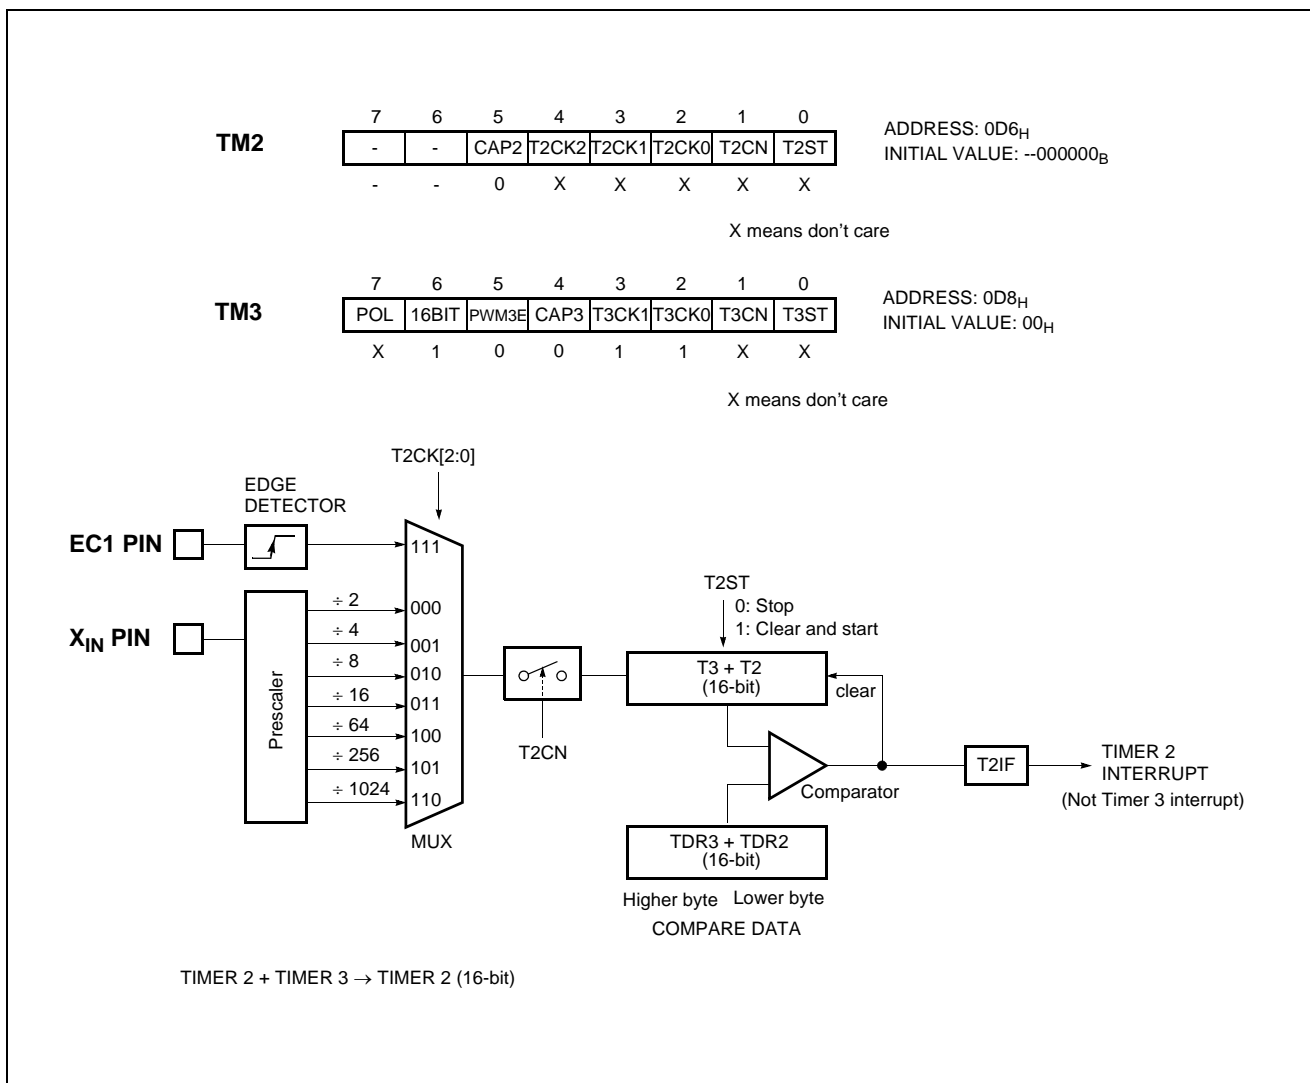 7 6 5 4 3 2 1 0
TM2
- - CAP2 T2CK2 T2CK1 T2CK0 T2CN T2ST
- - 0 X X X X X
ADDRESS: 0D6H
INITIAL VALUE: --000000B
X means don't care
7 6 5 4 3 2 1 0
TM3
POL 16BIT PWM3E CAP3 T3CK1 T3CK0 T3CN T3ST
X 1 0 0 1 1 X X
ADDRESS: 0D8H
INITIAL VALUE: 00H
X means don't care
T2CK[2:0]
EDGE
DETECTOR
EC1 PIN
111
XIN PIN
Prescaler
÷ 2
000
÷ 4
001
÷ 8
010
÷ 16
011
÷ 64
100
÷ 256
101
÷ 1024
110
MUX
T2CN
T2ST
0: Stop
1: Clear and start
T3 + T2
(16-bit)
clear
Comparator
T2IF
TIMER 2
INTERRUPT
(Not Timer 3 interrupt)
TDR3 + TDR2
(16-bit)
Higher byte Lower byte
COMPARE DATA
TIMER 2 + TIMER 3 → TIMER 2 (16-bit)